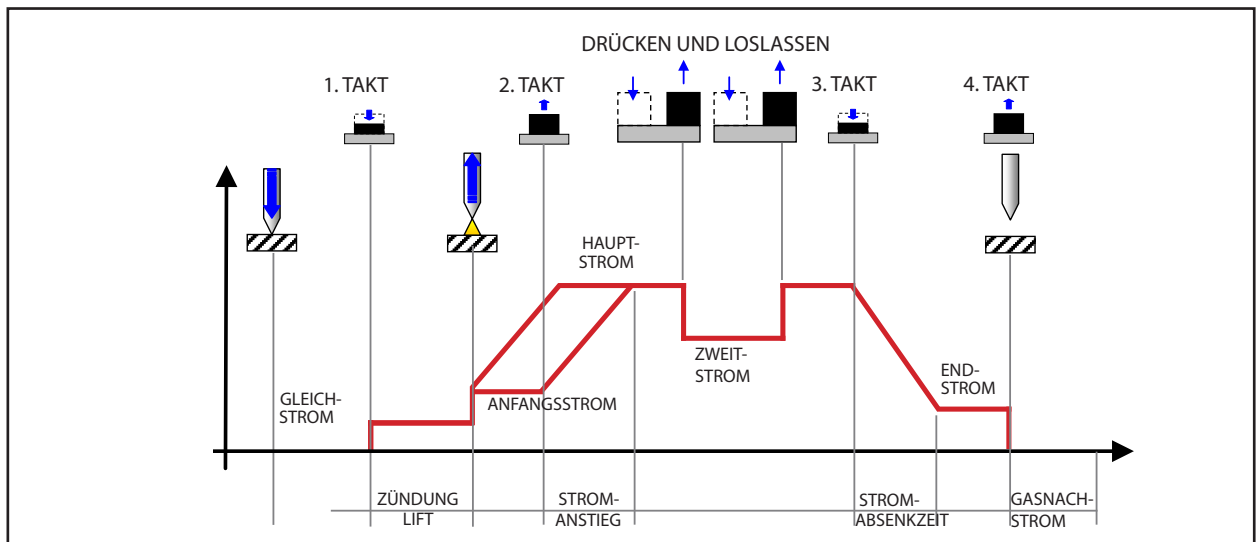 DRÜCKEN UND LOSLASSEN
1. TAKT
2. TAKT
3. TAKT
4. TAKT
HAUPT-
STROM
ZWEIT-
STROM
END-
STROM
GLEICH-
STROM
ANFANGSSTROM
ZÜNDUNG
LIFT
STROM-
ANSTIEG
STROM-
ABSENKZEIT
GASNACH-
STROM